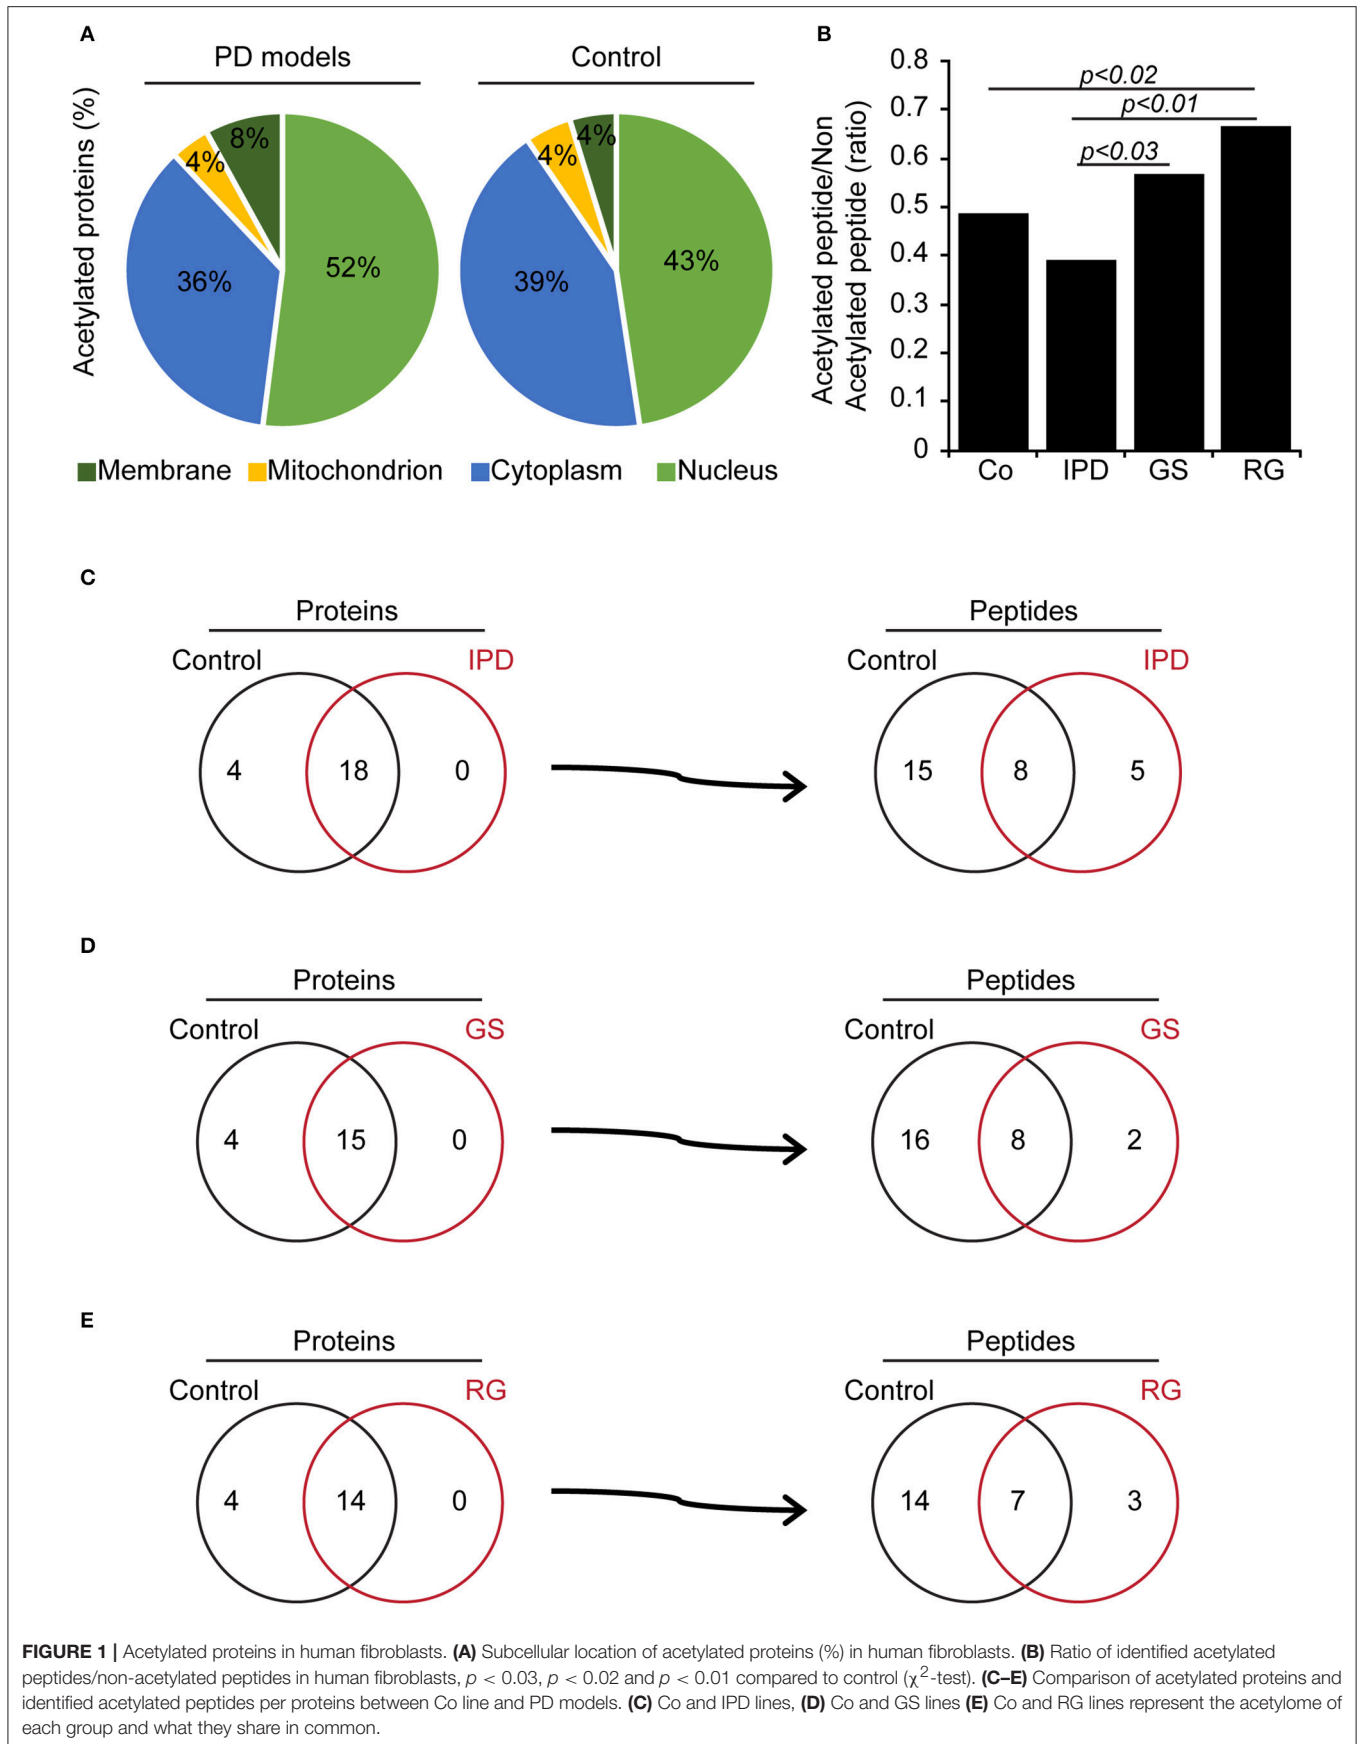 A
PD models
Control
Acetylated proteins (%)
8%
4%
36%
52%
4%
4%
39%
43%
Membrane
Mitochondrion
Cytoplasm
Nucleus
B
Acetylated peptide/Non
Acetylated peptide (ratio)
0.8
0.7
0.6
0.5
0.4
0.3
0.2
0.1
0
p<0.02
p<0.01
p<0.03
Co
IPD
GS
RG
C
Proteins
Control
IPD
4
18
0
Peptides
Control
IPD
15
8
5
D
Proteins
Control
GS
4
15
0
Peptides
Control
GS
16
8
2
E
Proteins
Control
RG
4
14
0
Peptides
Control
RG
14
7
3
FIGURE 1 | Acetylated proteins in human fibroblasts. (A) Subcellular location of acetylated proteins (%) in human fibroblasts. (B) Ratio of identified acetylated
peptides/non-acetylated peptides in human fibroblasts, p < 0.03, p < 0.02 and p < 0.01 compared to control (χ²-test). (C–E) Comparison of acetylated proteins and
identified acetylated peptides per proteins between Co line and PD models. (C) Co and IPD lines, (D) Co and GS lines (E) Co and RG lines represent the acetylome of
each group and what they share in common.